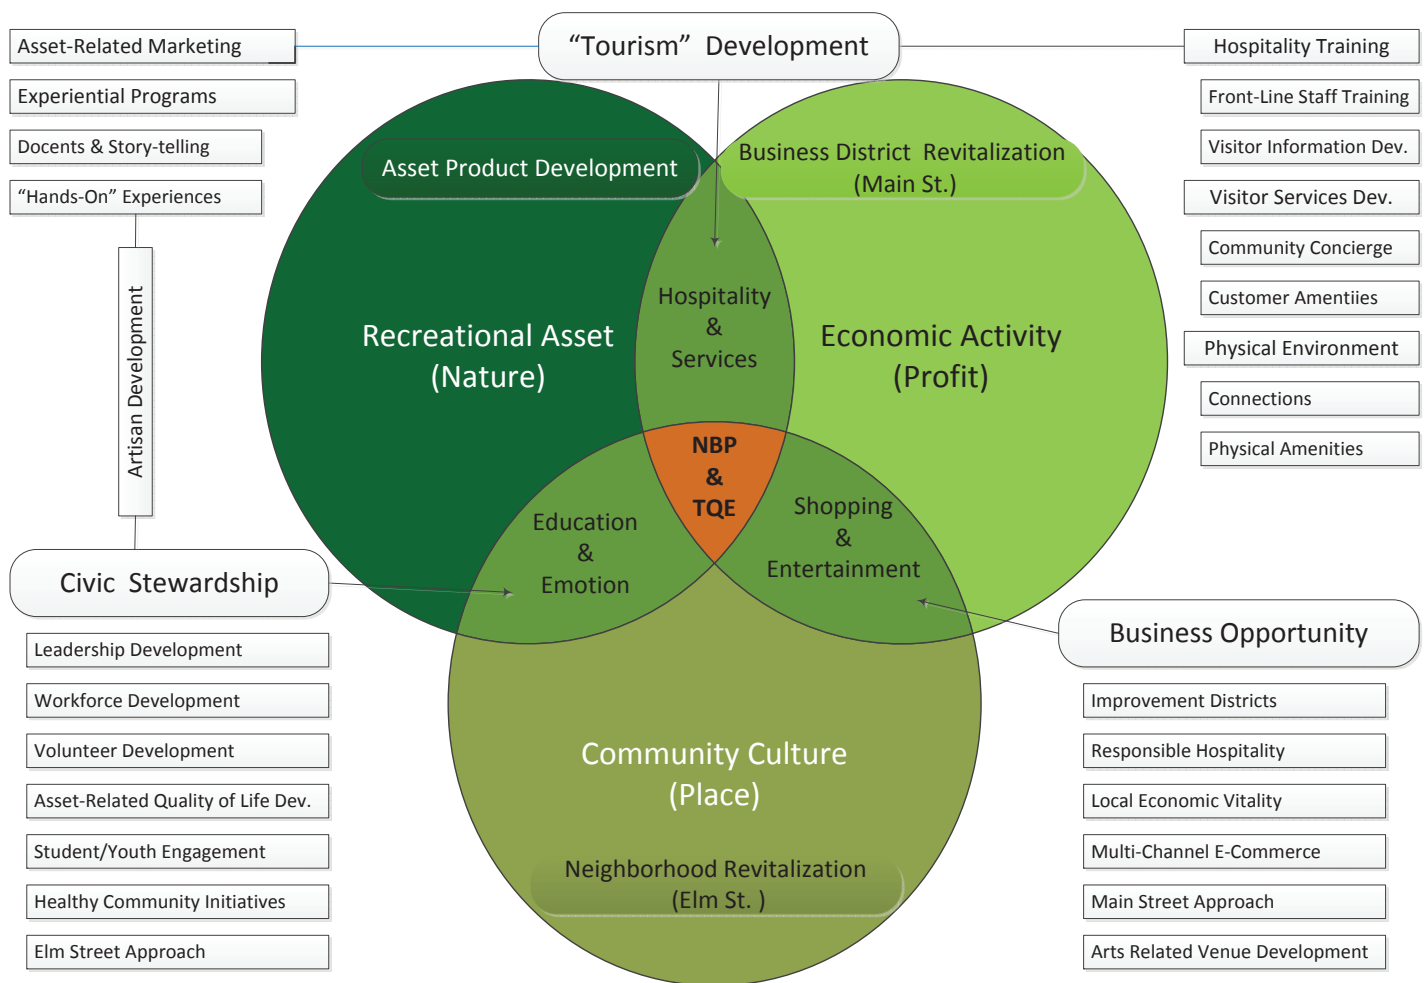 “Tourism” Development
Asset-Related Marketing
Experiential Programs
Docents & Story-telling
“Hands-On” Experiences
Artisan Development
Hospitality Training
Front-Line Staff Training
Visitor Information Dev.
Visitor Services Dev.
Community Concierge
Customer Amentiies
Physical Environment
Connections
Physical Amenities
Asset Product Development
Business District Revitalization
(Main St.)
Hospitality
&
Services
Recreational Asset
(Nature)
Economic Activity
(Profit)
NBP
&
TQE
Education
&
Emotion
Shopping
&
Entertainment
Community Culture
(Place)
Neighborhood Revitalization
(Elm St. )
Civic Stewardship
Leadership Development
Workforce Development
Volunteer Development
Asset-Related Quality of Life Dev.
Student/Youth Engagement
Healthy Community Initiatives
Elm Street Approach
Business Opportunity
Improvement Districts
Responsible Hospitality
Local Economic Vitality
Multi-Channel E-Commerce
Main Street Approach
Arts Related Venue Development